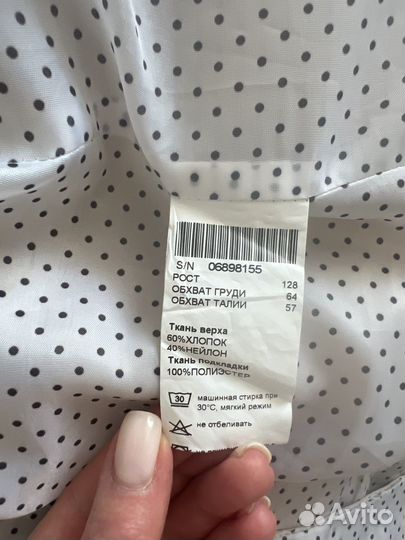 S/N 06898155
РОСТ 128
ОБХВАТ ГРУДИ 64
ОБХВАТ ТАЛИИ 57
Ткань верха
60%ХЛОПОК
40%НЕЙЛОН
Ткань подкладки
100%ПОЛИЭСТЕР
30 машинная стирка при
30°С, мягкий режим
не отбеливать
Avito